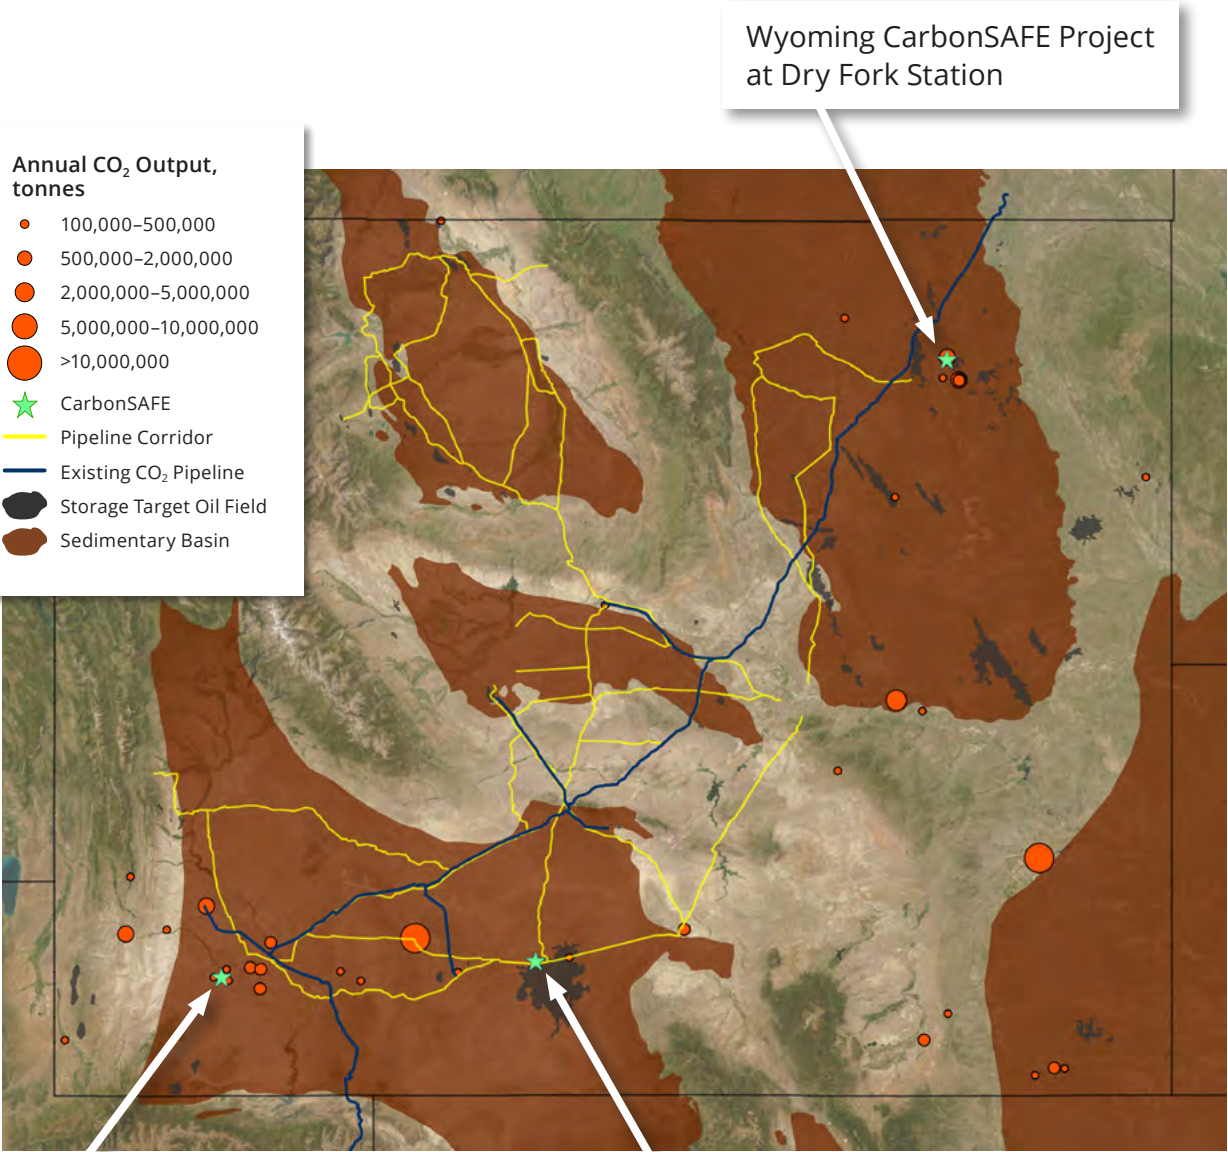 Wyoming CarbonSAFE Project
at Dry Fork Station
Annual CO₂ Output,
tonnes
100,000–500,000
500,000–2,000,000
2,000,000–5,000,000
5,000,000–10,000,000
>10,000,000
CarbonSAFE
Pipeline Corridor
Existing CO₂ Pipeline
Storage Target Oil Field
Sedimentary Basin